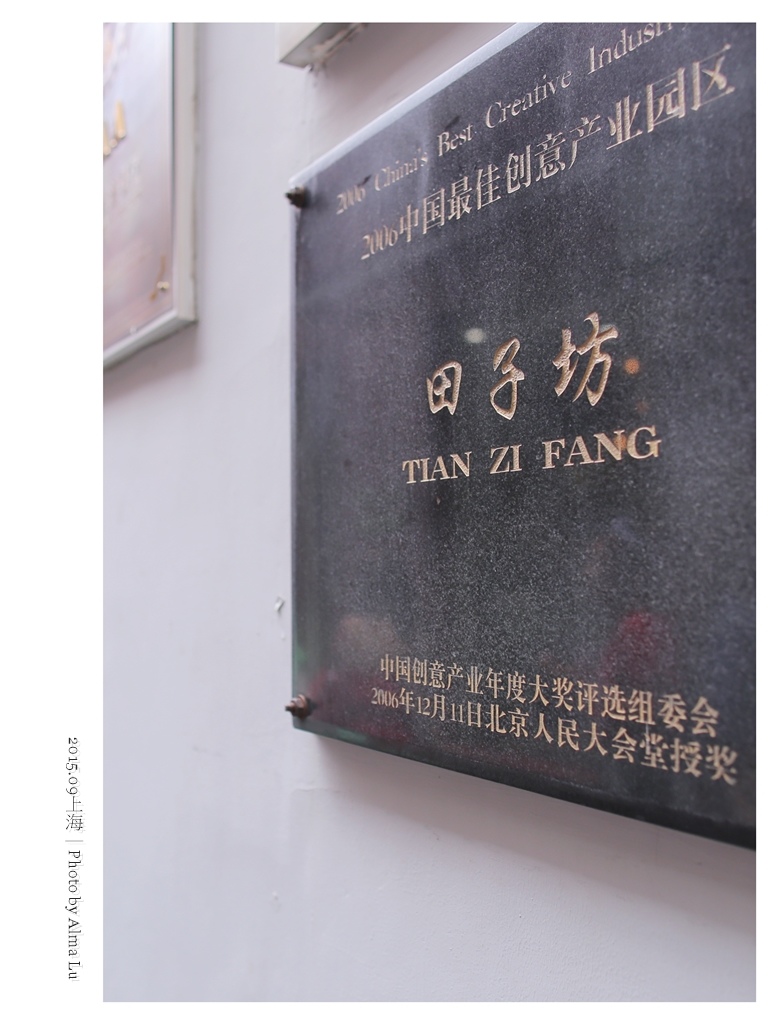 2006 China's Best Creative Industry
2006中国最佳创意产业园区
田子坊
TIAN ZI FANG
中国创意产业年度大奖评选组委会
2006年12月11日北京人民大会堂授奖
2015.09上海 | Photo by Alma Lu